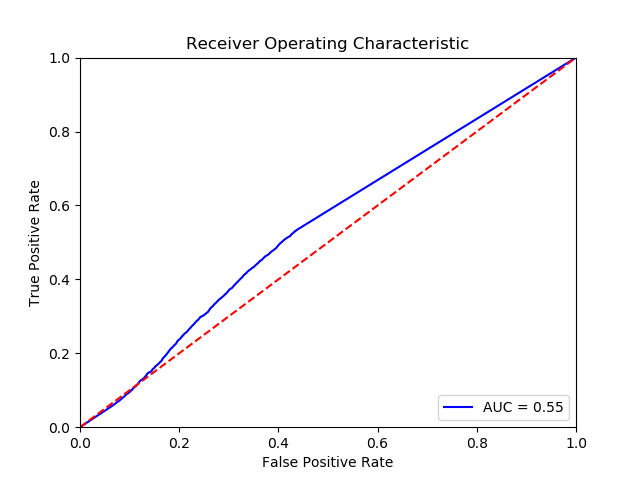 Receiver Operating Characteristic
1.0
0.8
0.6
0.4
0.2
0.0
True Positive Rate
AUC = 0.55
0.0 0.2 0.4 0.6 0.8 1.0
False Positive Rate